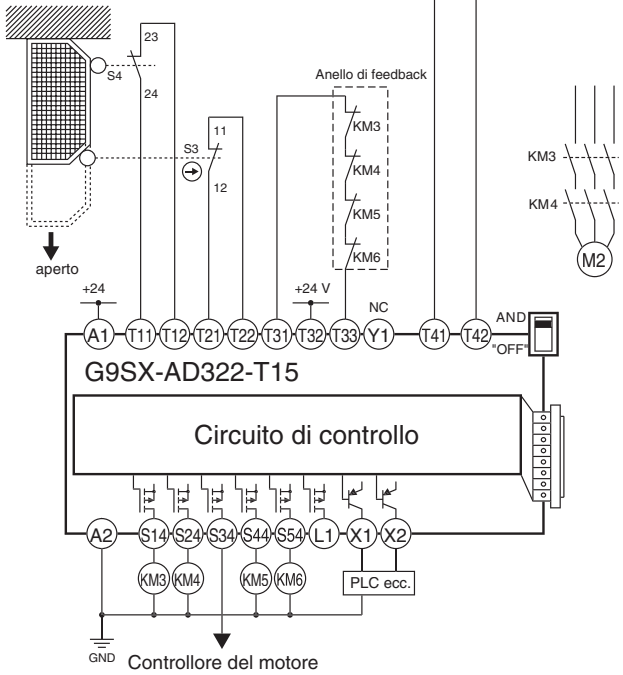 23
S4
24
Anello di feedback
11
S3
12
KM3
KM4
KM5
KM6
KM3
KM4
M2
aperto
+24
+24 V
NC
AND
"OFF"
A1 T11 T12 T21 T22 T31 T32 T33 Y1 T41 T42
G9SX-AD322-T15
Circuito di controllo
A2 S14 S24 S34 S44 S54 L1 X1 X2
KM3 KM4 KM5 KM6 PLC ecc.
GND
Controllore del motore